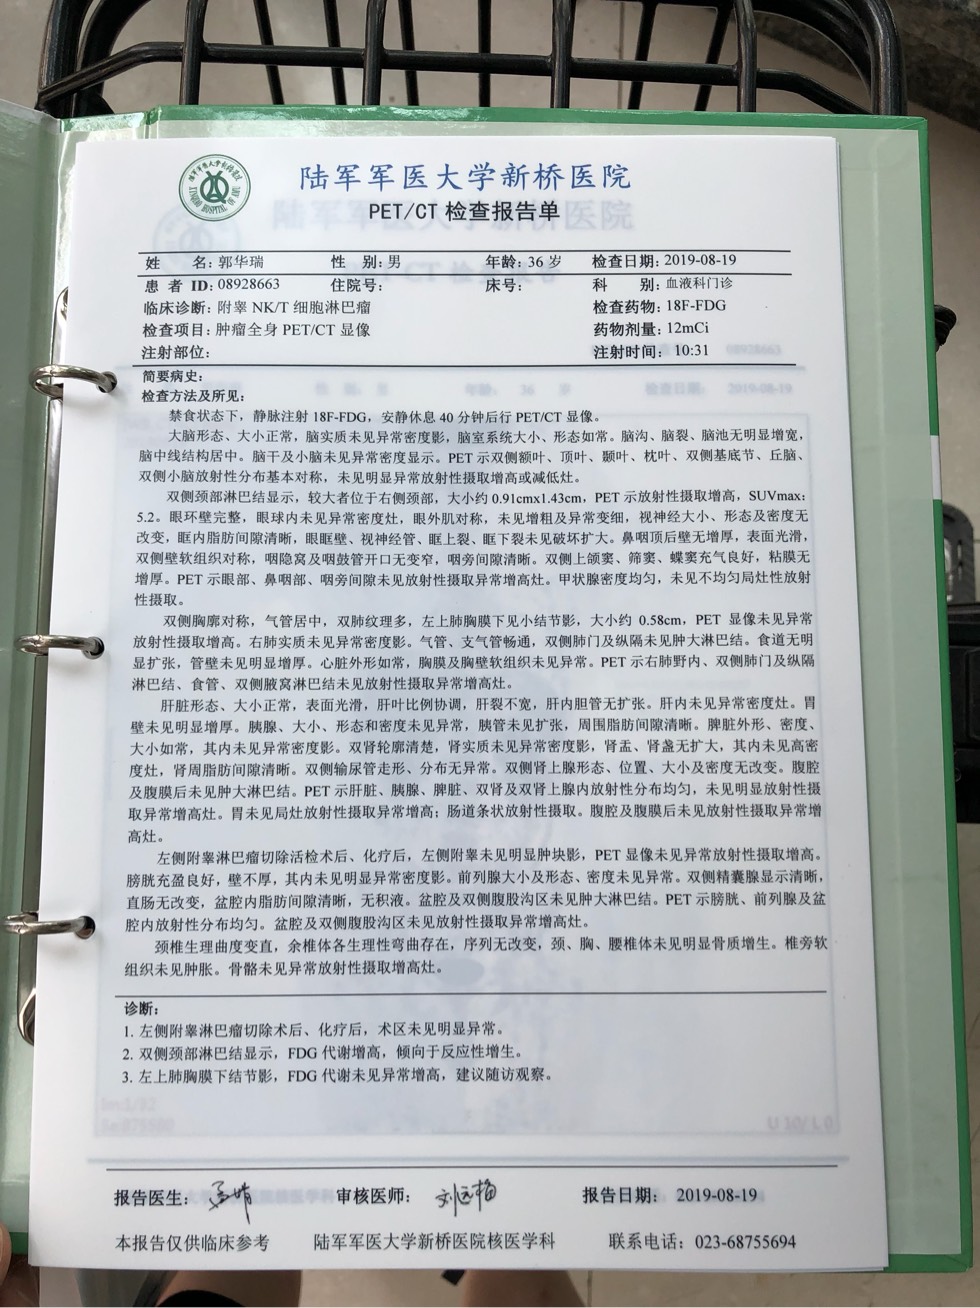 陆军军医大学新桥医院
PET/CT 检查报告单
姓 名: 郭华瑞 性 别: 男 年龄: 36 岁 检查日期: 2019-08-19
患 者 ID: 08928663 住院号: 床号: 科 别: 血液科门诊
临床诊断: 附睾 NK/T 细胞淋巴瘤 检查药物: 18F-FDG
检查项目: 肿瘤全身 PET/CT 显像 药物剂量: 12mCi
注射部位: 注射时间: 10:31
简要病史:
检查方法及所见:
禁食状态下，静脉注射 18F-FDG，安静休息 40 分钟后行 PET/CT 显像。
大脑形态、大小正常，脑实质未见异常密度影，脑室系统大小、形态如常。脑沟、脑裂、脑池无明显增宽，
脑中线结构居中。脑干及小脑未见异常密度显示。PET 示双侧额叶、顶叶、颞叶、枕叶、双侧基底节、丘脑、
双侧小脑放射性分布基本对称，未见明显异常放射性摄取增高或减低灶。
双侧颈部淋巴结显示，较大者位于右侧颈部，大小约 0.91cmx1.43cm，PET 示放射性摄取增高，SUVmax:
5.2。眼环壁完整，眼球内未见异常密度灶，眼外肌对称，未见增粗及异常变细，视神经大小、形态及密度无
改变，眶内脂肪间隙清晰，眼眶壁、视神经管、眶上裂、眶下裂未见破坏扩大。鼻咽顶后壁无增厚，表面光滑，
双侧壁软组织对称，咽隐窝及咽鼓管开口无变窄，咽旁间隙清晰。双侧上颌窦、筛窦、蝶窦充气良好，粘膜无
增厚。PET 示眼部、鼻咽部、咽旁间隙未见放射性摄取异常增高灶。甲状腺密度均匀，未见不均匀局灶性放射
性摄取。
双侧胸廓对称，气管居中，双肺纹理多，左上肺胸膜下见小结节影，大小约 0.58cm，PET 显像未见异常
放射性摄取增高。右肺实质未见异常密度影。气管、支气管畅通，双侧肺门及纵隔未见肿大淋巴结。食道无明
显扩张，管壁未见明显增厚。心脏外形如常，胸膜及胸壁软组织未见异常。PET 示右肺野内、双侧肺门及纵隔
淋巴结、食管、双侧腋窝淋巴结未见放射性摄取异常增高灶。
肝脏形态、大小正常，表面光滑，肝叶比例协调，肝裂不宽，肝内胆管无扩张。肝内未见异常密度灶。胃
壁未见明显增厚。胰腺、大小、形态和密度未见异常，胰管未见扩张，周围脂肪间隙清晰。脾脏外形、密度、
大小如常，其内未见异常密度影。双肾轮廓清楚，肾实质未见异常密度影，肾盂、肾盏无扩大，其内未见高密
度灶，肾周脂肪间隙清晰。双侧输尿管走形、分布无异常。双侧肾上腺形态、位置、大小及密度无改变。腹腔
及腹膜后未见肿大淋巴结。PET 示肝脏、胰腺、脾脏、双肾及双肾上腺内放射性分布均匀，未见明显放射性摄
取异常增高灶。胃未见局灶放射性摄取异常增高；肠道条状放射性摄取。腹腔及腹膜后未见放射性摄取异常增
高灶。
左侧附睾淋巴瘤切除活检术后、化疗后，左侧附睾未见明显肿块影，PET 显像未见异常放射性摄取增高。
膀胱充盈良好，壁不厚，其内未见明显异常密度影。前列腺大小及形态、密度未见异常。双侧精囊腺显示清晰，
直肠无改变，盆腔内脂肪间隙清晰，无积液。盆腔及双侧腹股沟区未见肿大淋巴结。PET 示膀胱、前列腺及盆
腔内放射性分布均匀。盆腔及双侧腹股沟区未见放射性摄取异常增高灶。
颈椎生理曲度变直，余椎体各生理性弯曲存在，序列无改变，颈、胸、腰椎体未见明显骨质增生。椎旁软
组织未见肿胀。骨骼未见异常放射性摄取增高灶。
诊断:
1. 左侧附睾淋巴瘤切除术后、化疗后，术区未见明显异常。
2. 双侧颈部淋巴结显示，FDG 代谢增高，倾向于反应性增生。
3. 左上肺胸膜下结节影，FDG 代谢未见异常增高，建议随访观察。
报告医生: 审核医师: 刘远梅 报告日期: 2019-08-19
本报告仅供临床参考 陆军军医大学新桥医院核医学科 联系电话: 023-68755694